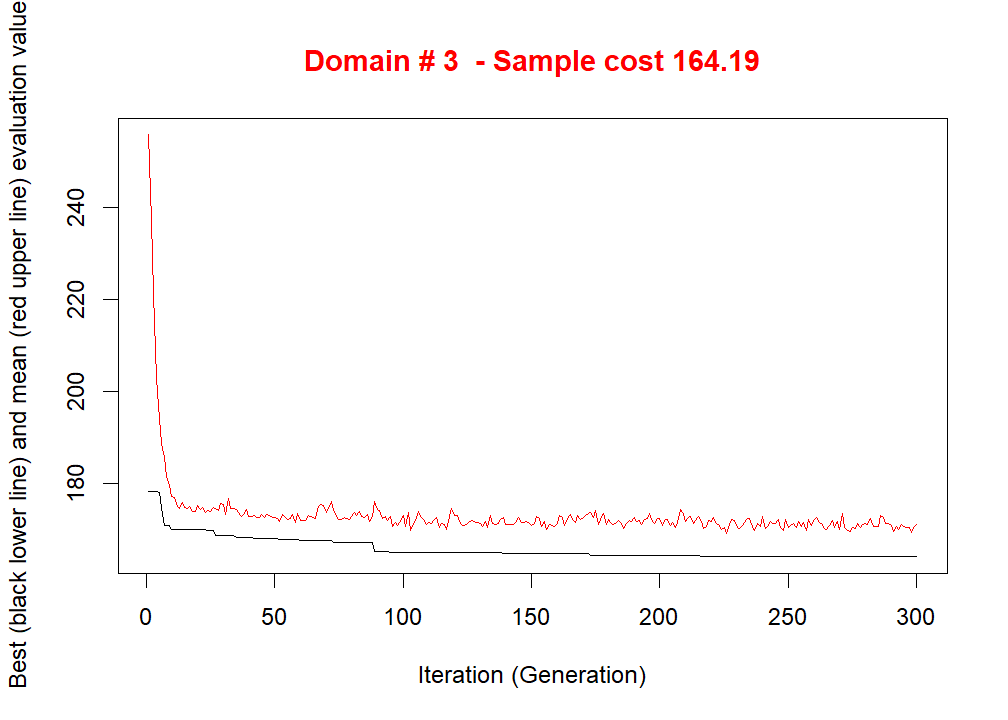 Domain # 3  - Sample cost 164.19
Best (black lower line) and mean (red upper line) evaluation value
240
220
200
180
0 50 100 150 200 250 300
Iteration (Generation)